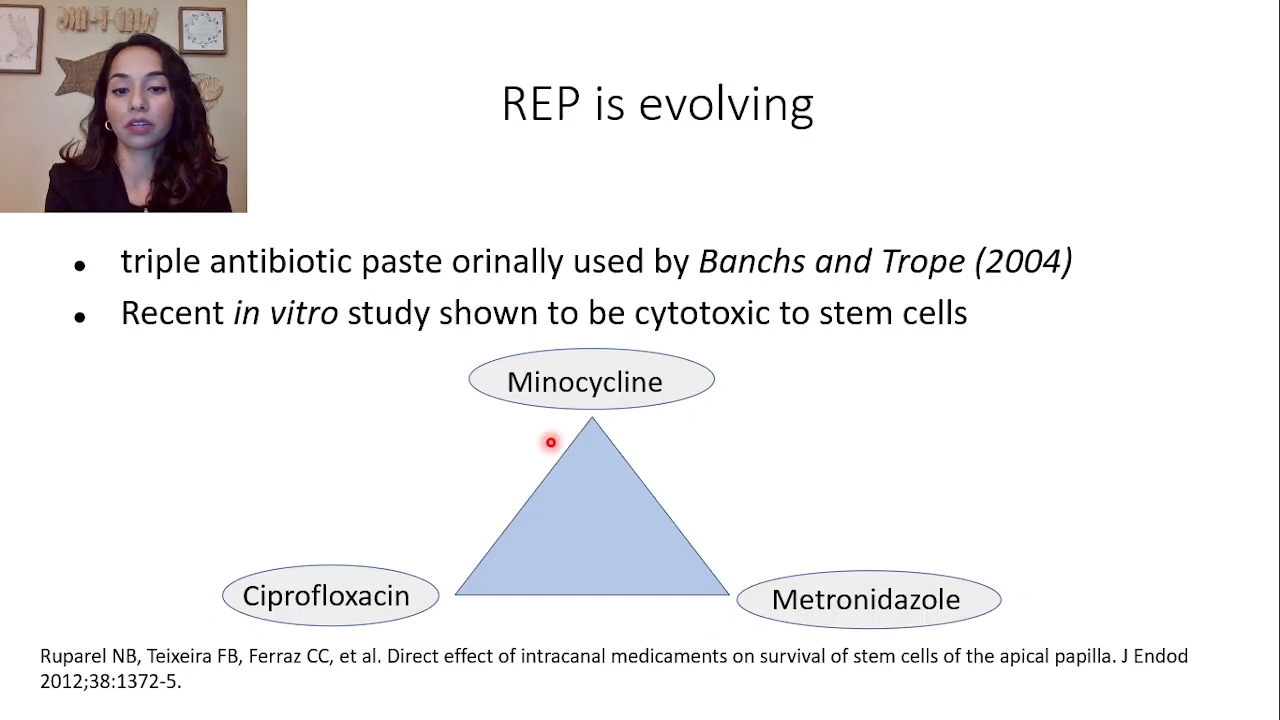 REP is evolving
• triple antibiotic paste orinally used by Banchs and Trope (2004)
• Recent in vitro study shown to be cytotoxic to stem cells
Minocycline
Ciprofloxacin
Metronidazole
Ruparel NB, Teixeira FB, Ferraz CC, et al. Direct effect of intracanal medicaments on survival of stem cells of the apical papilla. J Endod
2012;38:1372-5.